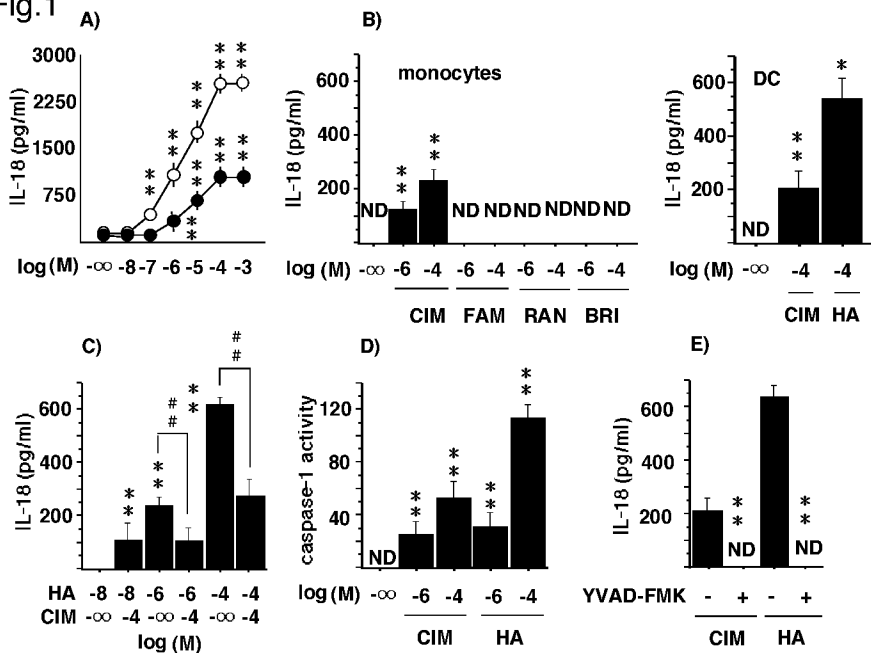 Fig.1
A)
3000
2250
1500
750
IL-18 (pg/ml)
** ** ** ** **
** ** ** **
log (M) -∞ -8 -7 -6 -5 -4 -3
B)
monocytes
600
400
200
IL-18 (pg/ml)
** **
ND ND ND ND ND ND ND
log (M) -∞ -6 -4 -6 -4 -6 -4 -6 -4
CIM FAM RAN BRI
DC
600
400
200
IL-18 (pg/ml)
** *
ND
log (M) -∞ -4 -4
CIM HA
C)
600
400
200
IL-18 (pg/ml)
** ** ## ** ##
HA -8 -8 -6 -6 -4 -4
CIM -∞ -4 -∞ -4 -∞ -4
log (M)
D)
120
80
40
caspase-1 activity
** ** ** **
ND
log (M) -∞ -6 -4 -6 -4
CIM HA
E)
600
400
200
IL-18 (pg/ml)
** **
ND ND
YVAD-FMK - + - +
CIM HA